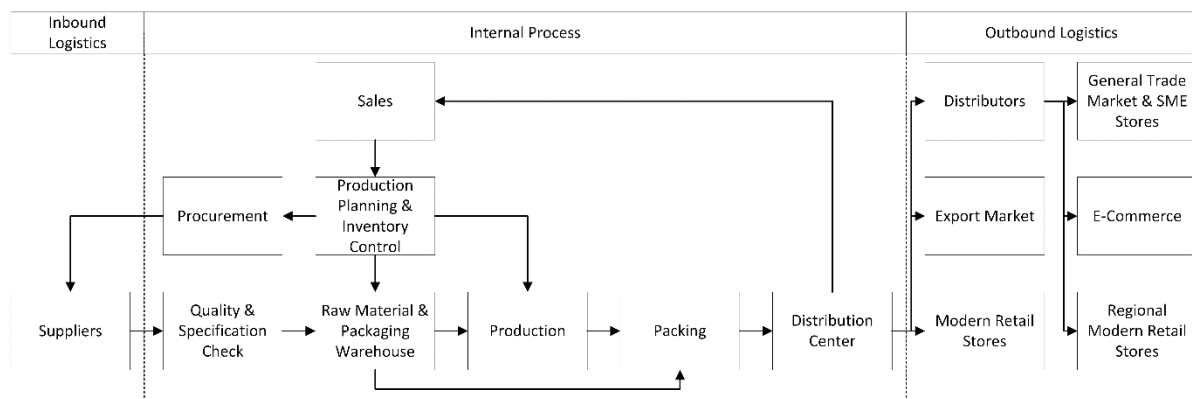 Inbound
Logistics
Internal Process
Outbound Logistics
Sales
Distributors
General Trade
Market & SME
Stores
Procurement
Production
Planning &
Inventory
Control
Export Market
E-Commerce
Suppliers
Quality &
Specification
Check
Raw Material &
Packaging
Warehouse
Production
Packing
Distribution
Center
Modern Retail
Stores
Regional
Modern Retail
Stores